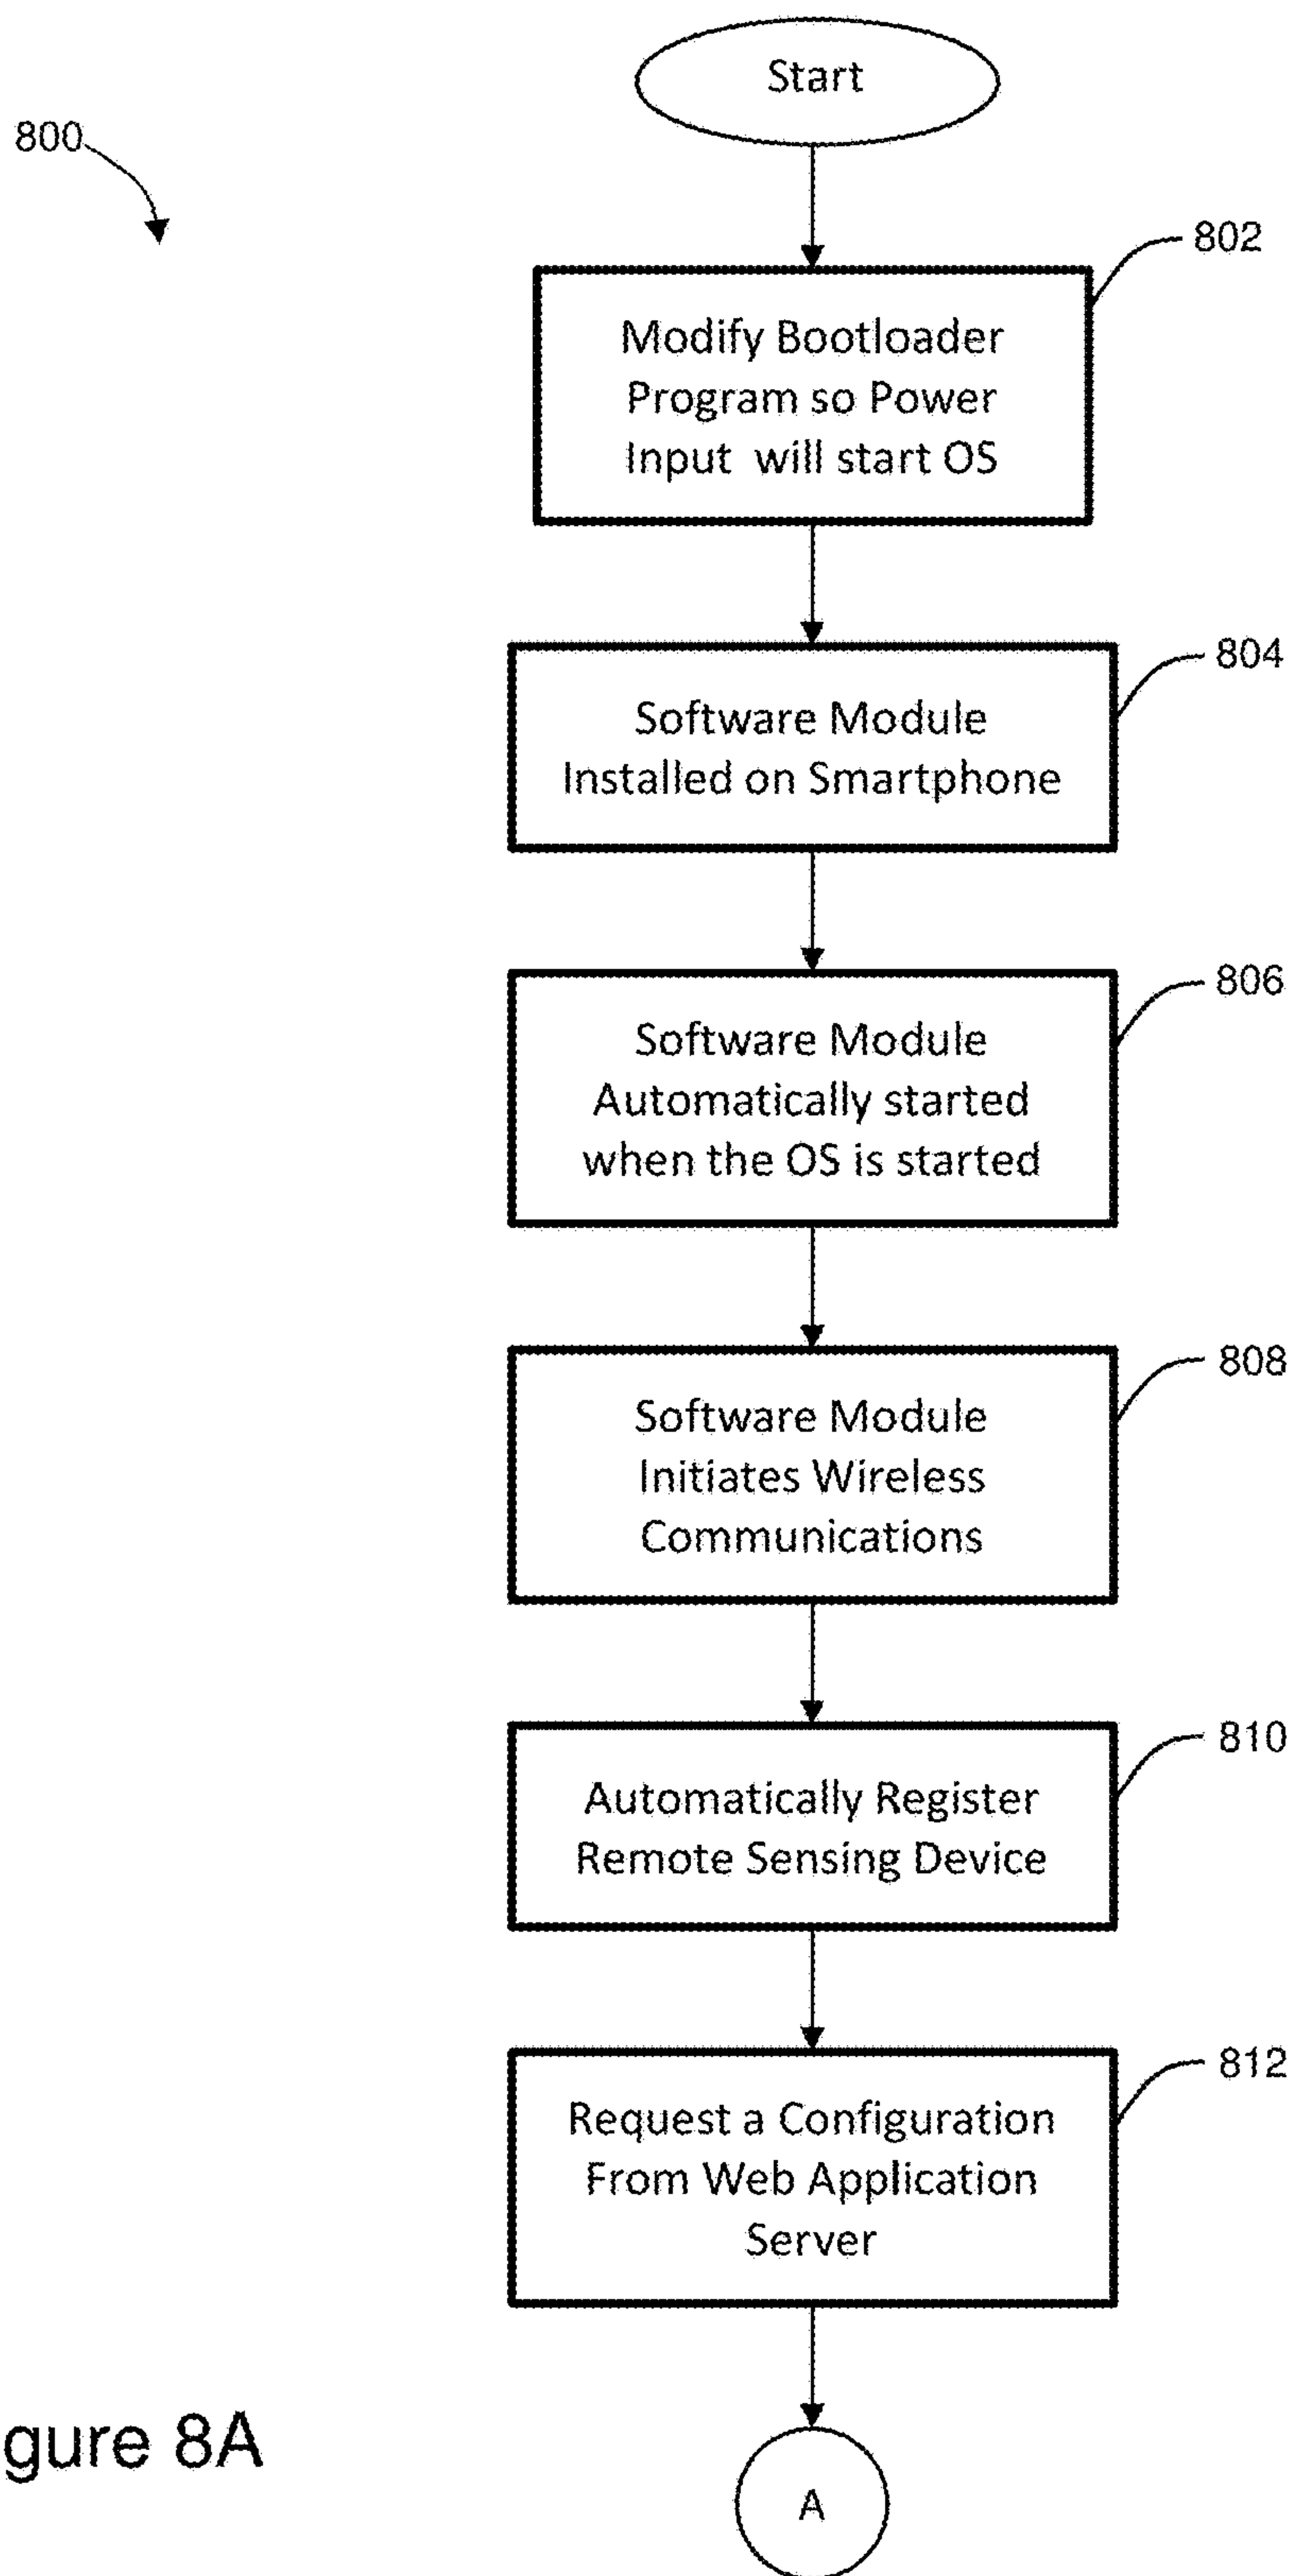 Start
800
802
Modify Bootloader
Program so Power
Input will start OS
804
Software Module
Installed on Smartphone
806
Software Module
Automatically started
when the OS is started
808
Software Module
Initiates Wireless
Communications
810
Automatically Register
Remote Sensing Device
812
Request a Configuration
From Web Application
Server
gure 8A
A